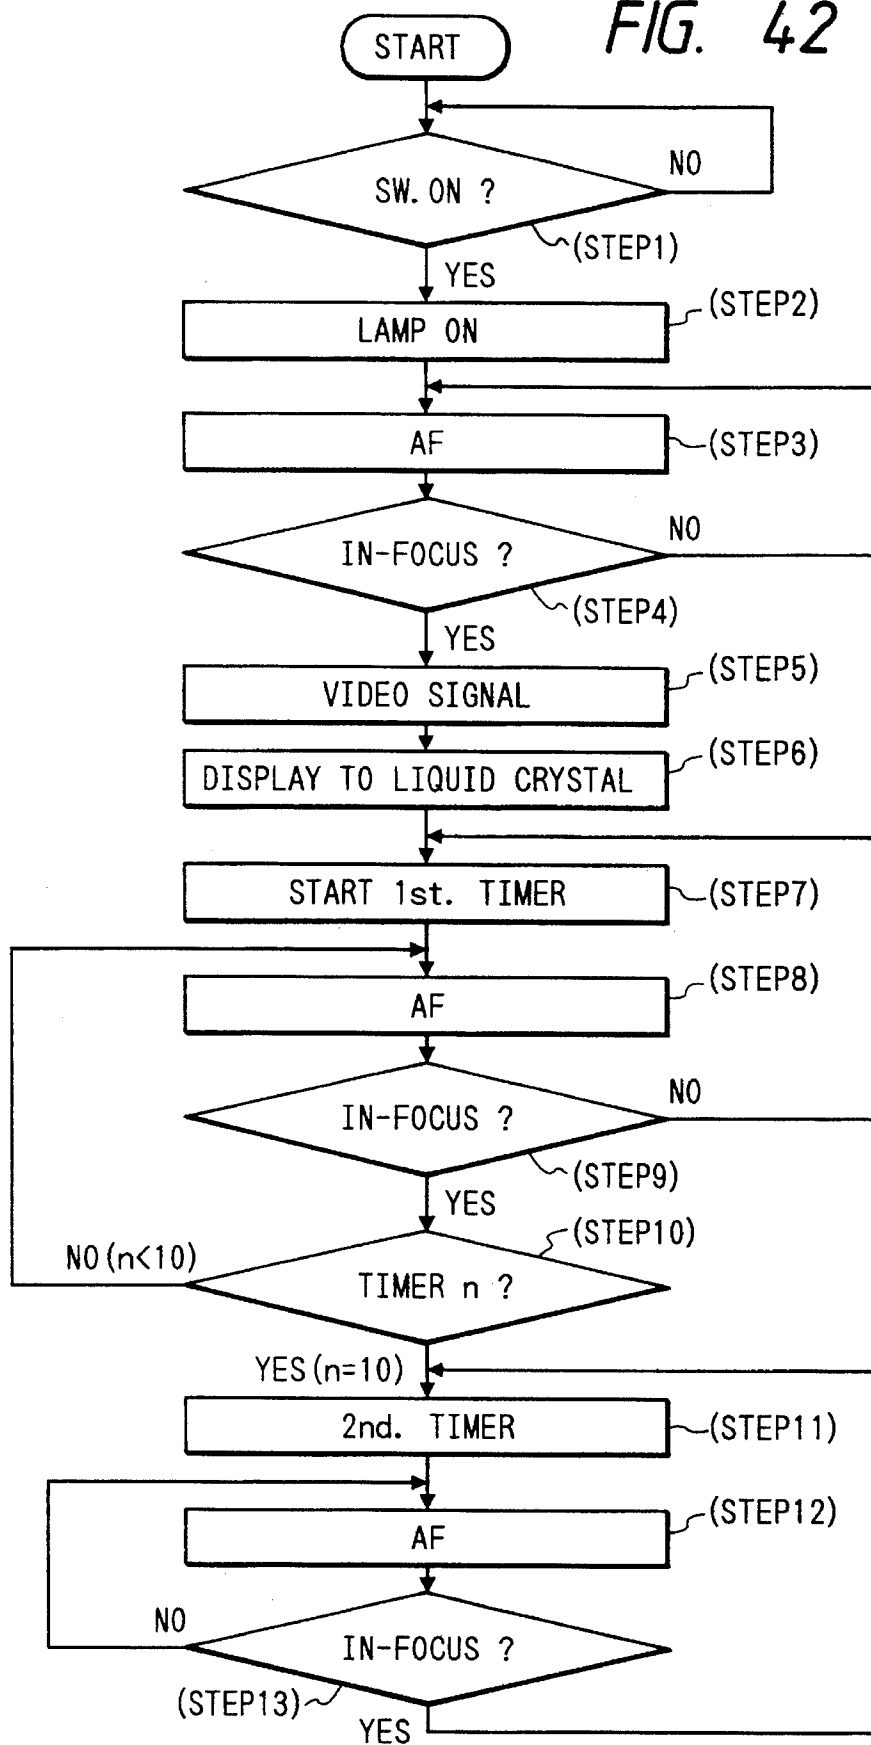 FIG. 42
START
SW. ON ?
NO
(STEP1)
YES
LAMP ON
(STEP2)
AF
(STEP3)
IN-FOCUS ?
NO
(STEP4)
YES
VIDEO SIGNAL
(STEP5)
DISPLAY TO LIQUID CRYSTAL
(STEP6)
START 1st. TIMER
(STEP7)
AF
(STEP8)
IN-FOCUS ?
NO
(STEP9)
YES
(STEP10)
NO (n<10)
TIMER n ?
YES (n=10)
2nd. TIMER
(STEP11)
AF
(STEP12)
NO
IN-FOCUS ?
(STEP13)
YES